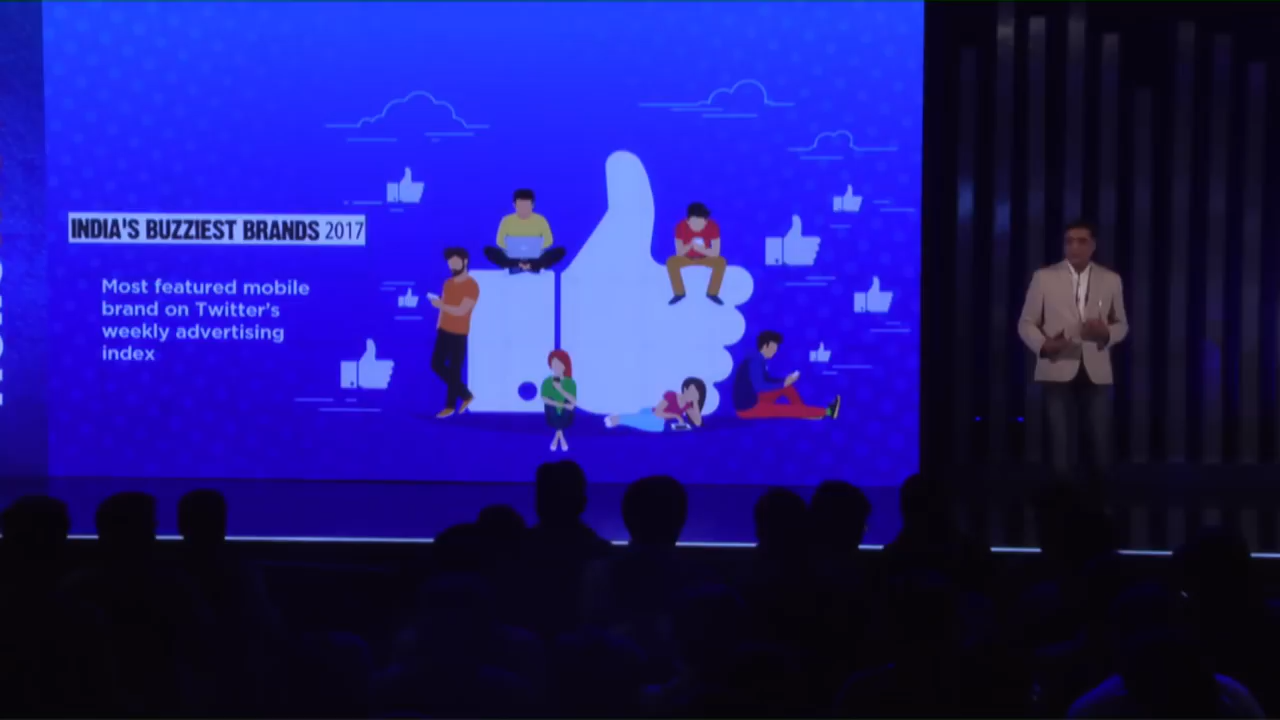 INDIA'S BUZZIEST BRANDS 2017
Most featured mobile
brand on Twitter's
weekly advertising
index